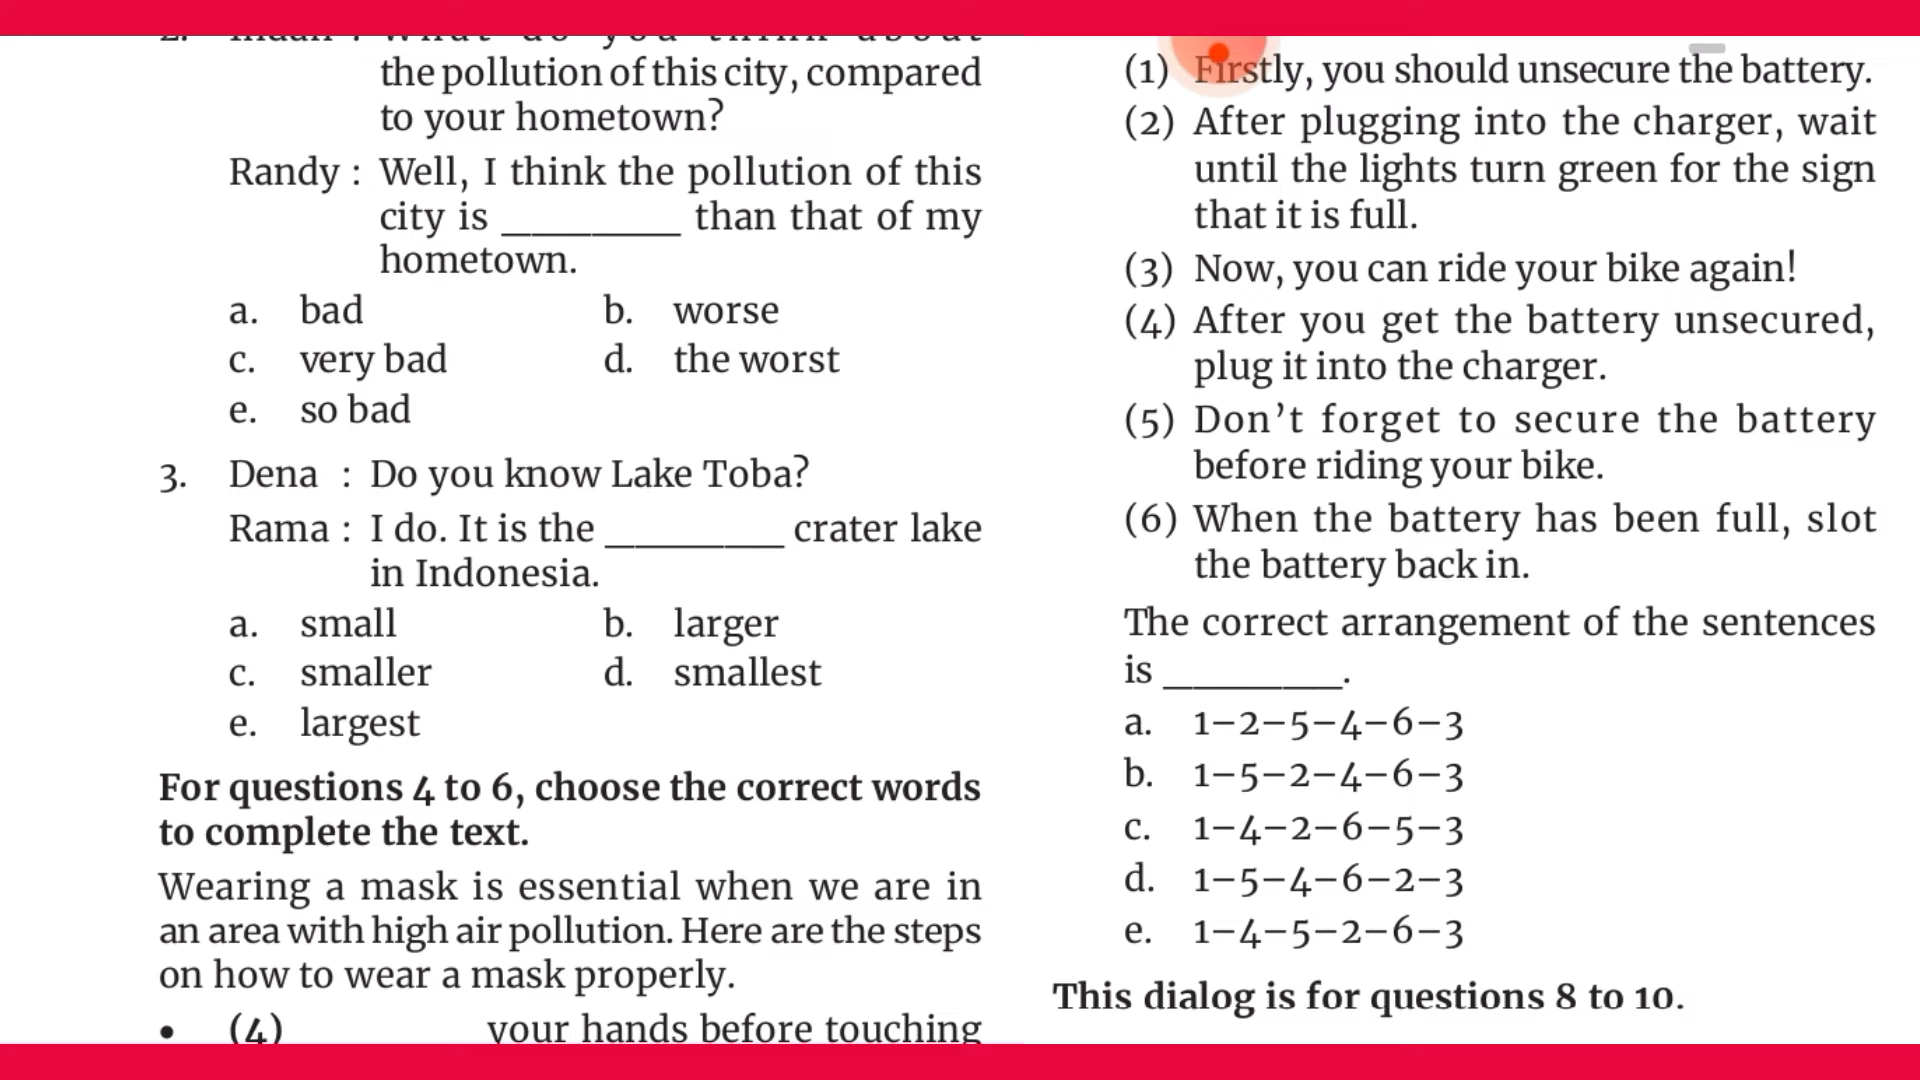 the pollution of this city, compared
to your hometown?
Randy : Well, I think the pollution of this
city is ________ than that of my
hometown.
a. bad b. worse
c. very bad d. the worst
e. so bad
3. Dena : Do you know Lake Toba?
Rama : I do. It is the ________ crater lake
in Indonesia.
a. small b. larger
c. smaller d. smallest
e. largest
For questions 4 to 6, choose the correct words
to complete the text.
Wearing a mask is essential when we are in
an area with high air pollution. Here are the steps
on how to wear a mask properly.
• (4) your hands before touching
(1) Firstly, you should unsecure the battery.
(2) After plugging into the charger, wait
until the lights turn green for the sign
that it is full.
(3) Now, you can ride your bike again!
(4) After you get the battery unsecured,
plug it into the charger.
(5) Don’t forget to secure the battery
before riding your bike.
(6) When the battery has been full, slot
the battery back in.
The correct arrangement of the sentences
is ________.
a. 1–2–5–4–6–3
b. 1–5–2–4–6–3
c. 1–4–2–6–5–3
d. 1–5–4–6–2–3
e. 1–4–5–2–6–3
This dialog is for questions 8 to 10.